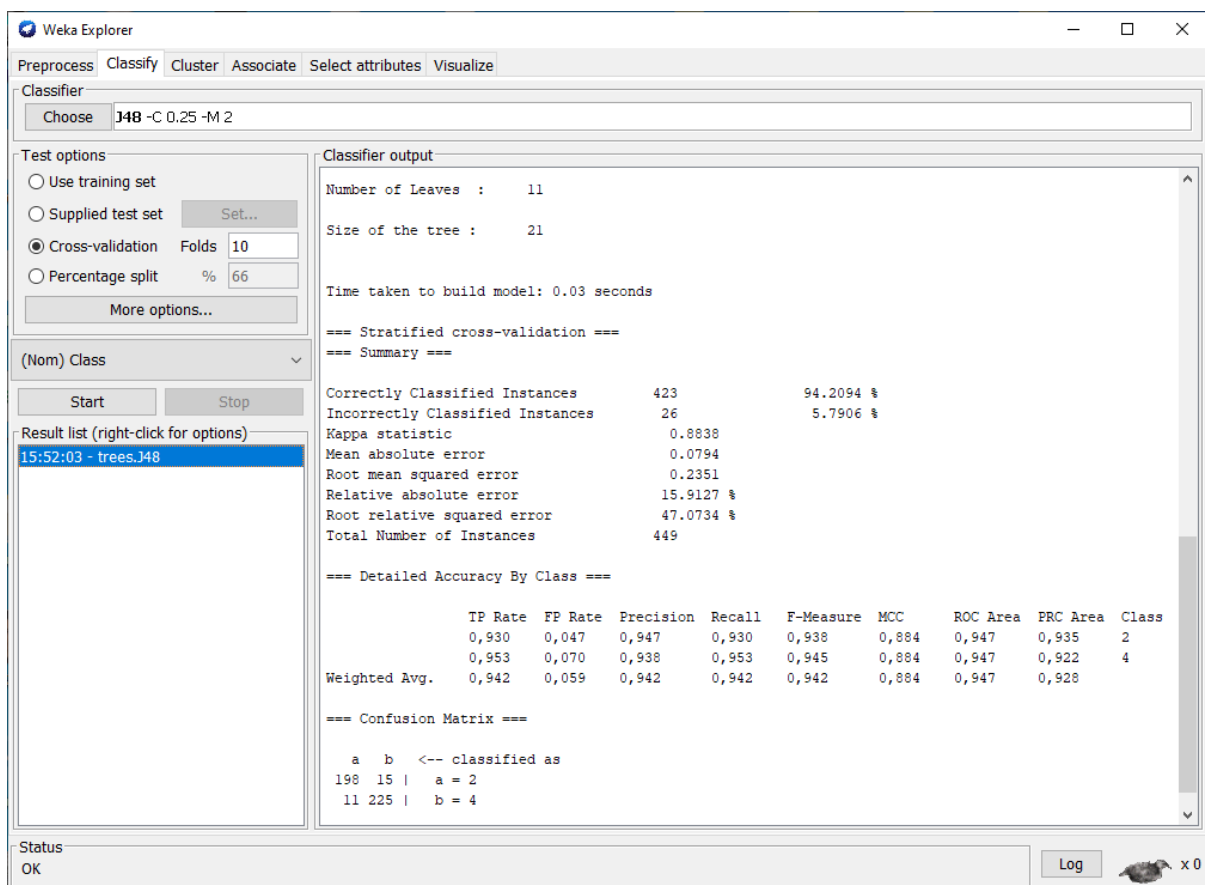 Weka Explorer
Preprocess Classify Cluster Associate Select attributes Visualize
Classifier
Choose J48 -C 0.25 -M 2
Test options
Use training set
Supplied test set Set...
Cross-validation Folds 10
Percentage split % 66
More options...
(Nom) Class
Start Stop
Result list (right-click for options)
15:52:03 - trees.J48
Classifier output
Number of Leaves : 11
Size of the tree : 21
Time taken to build model: 0.03 seconds
=== Stratified cross-validation ===
=== Summary ===
Correctly Classified Instances 423 94.2094 %
Incorrectly Classified Instances 26 5.7906 %
Kappa statistic 0.8838
Mean absolute error 0.0794
Root mean squared error 0.2351
Relative absolute error 15.9127 %
Root relative squared error 47.0734 %
Total Number of Instances 449
=== Detailed Accuracy By Class ===
TP Rate FP Rate Precision Recall F-Measure MCC ROC Area PRC Area Class
0,930 0,047 0,947 0,930 0,938 0,884 0,947 0,935 2
0,953 0,070 0,938 0,953 0,945 0,884 0,947 0,922 4
Weighted Avg. 0,942 0,059 0,942 0,942 0,942 0,884 0,947 0,928
=== Confusion Matrix ===
a b <-- classified as
198 15 | a = 2
11 225 | b = 4
Status
OK
Log
x 0